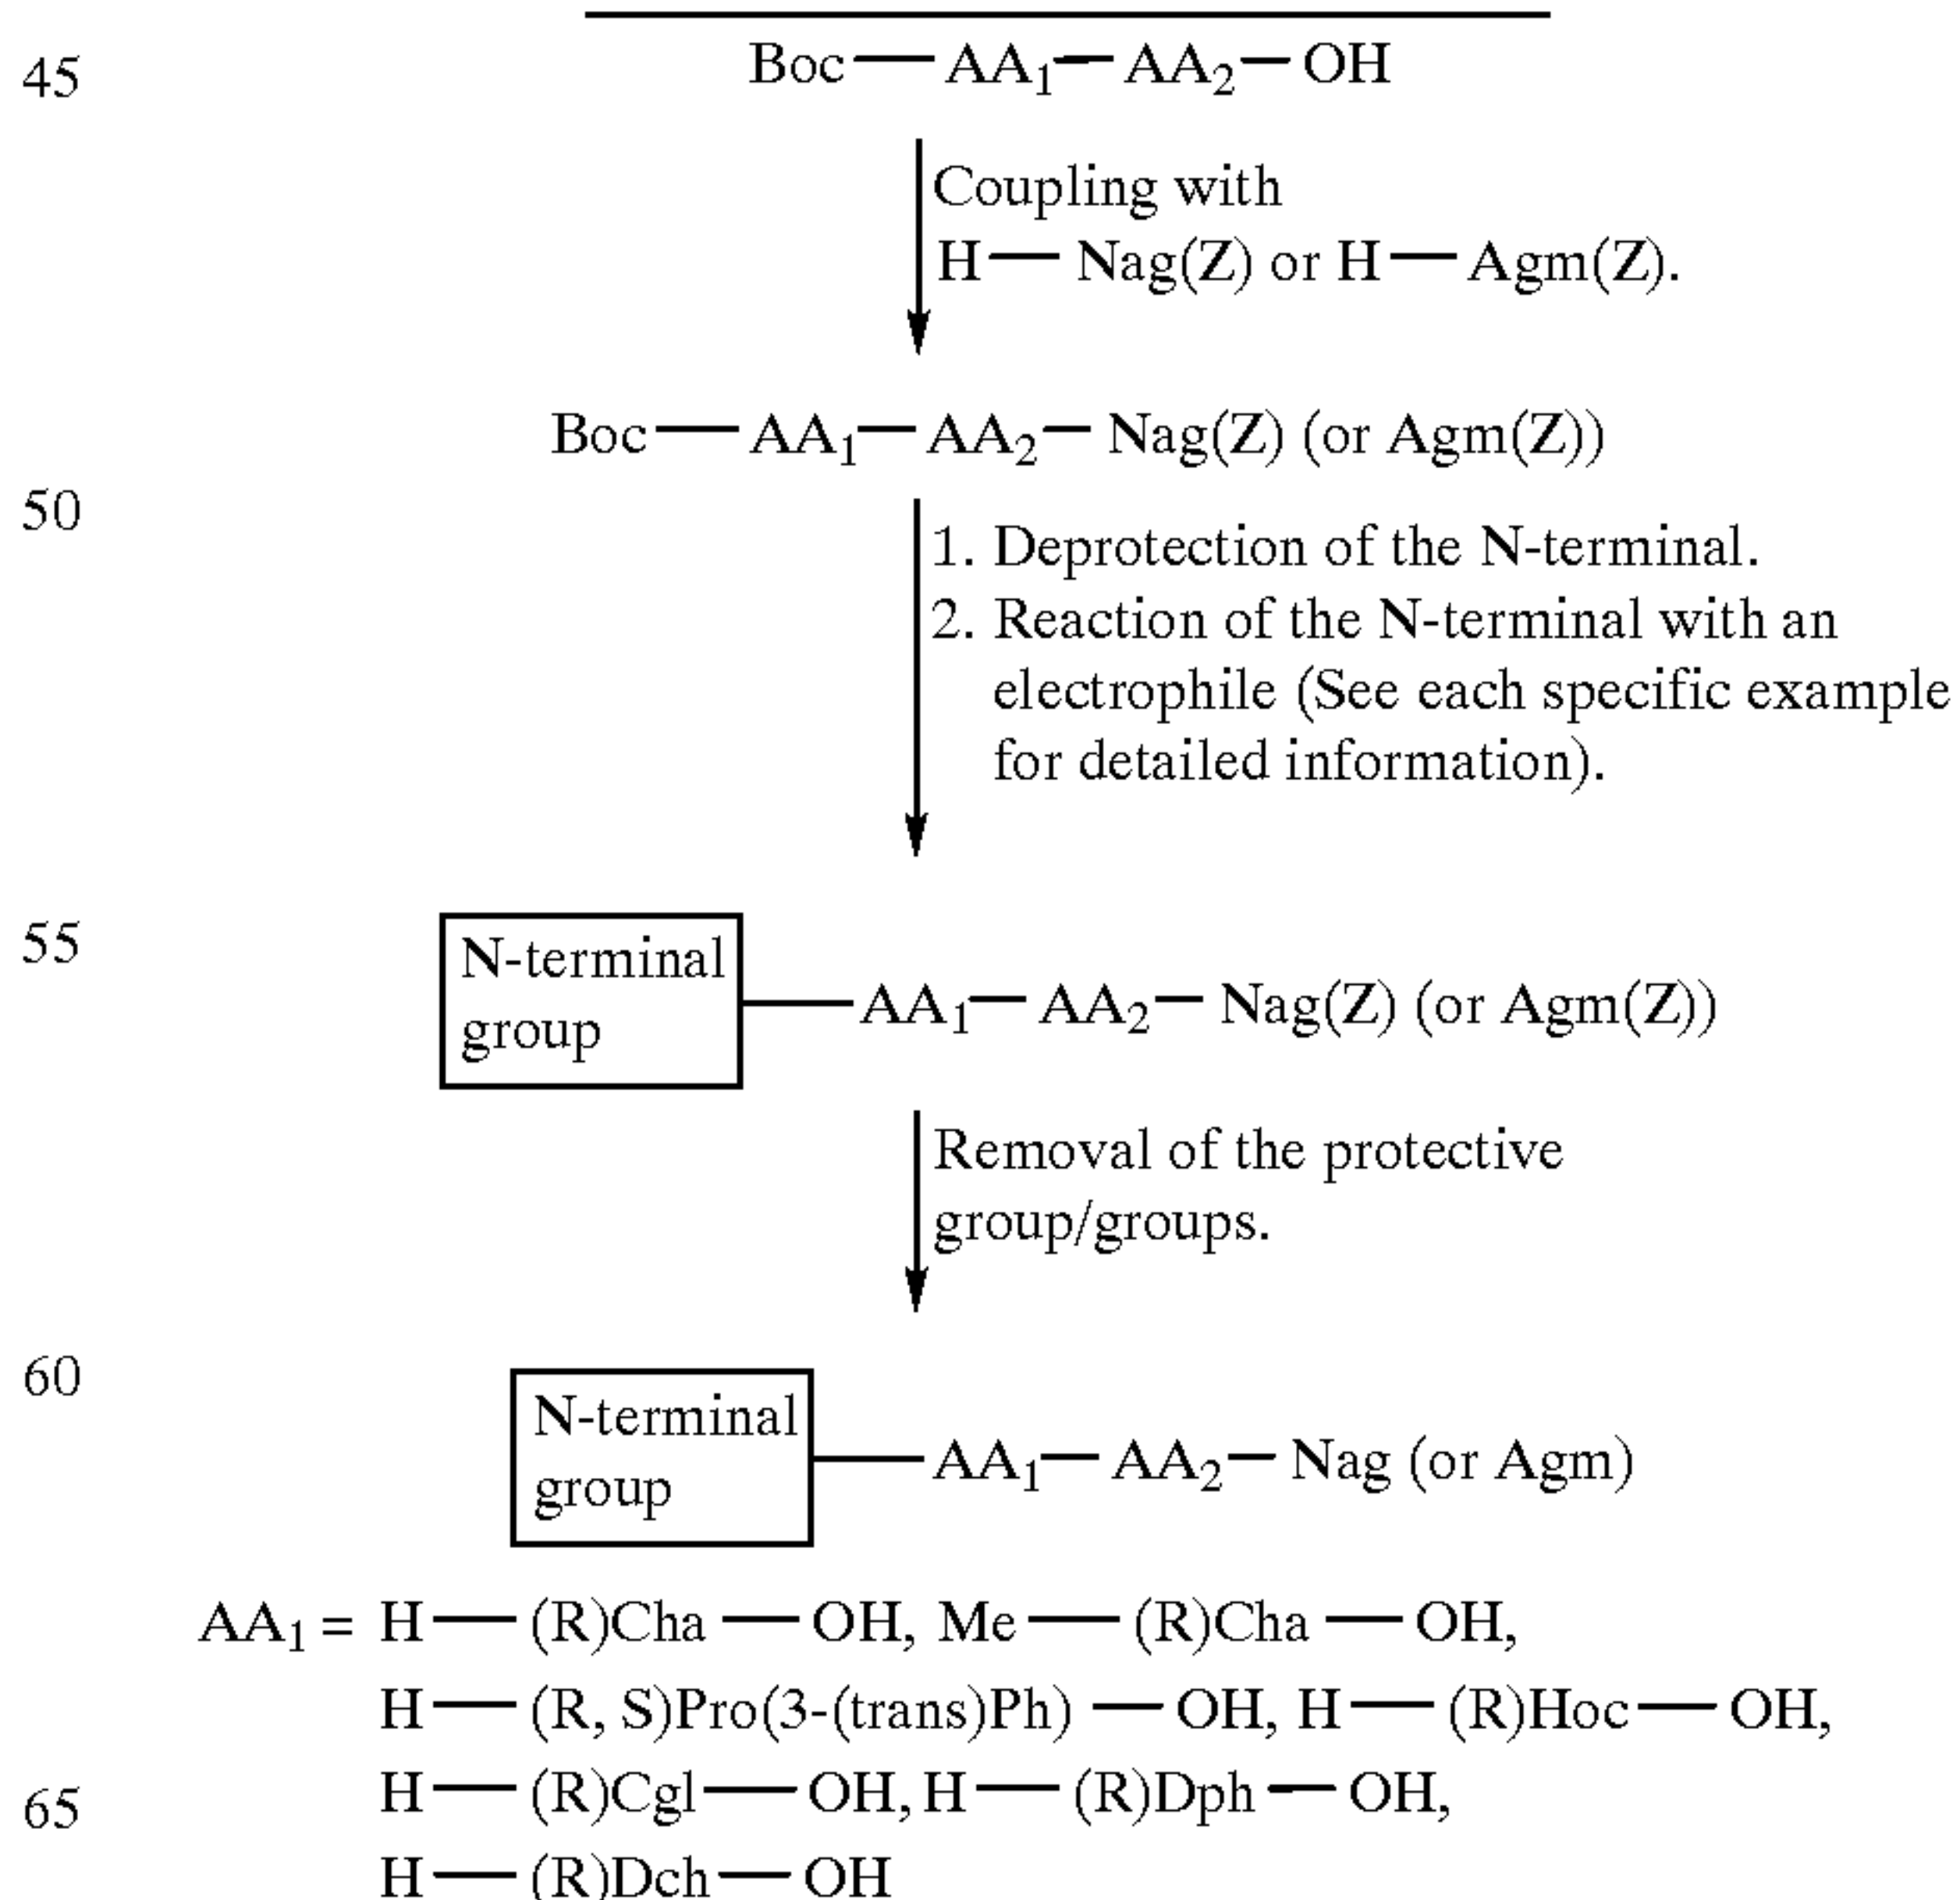 45 Boc—AA₁—AA₂—OH
Coupling with
H—Nag(Z) or H—Agm(Z).
Boc—AA₁—AA₂—Nag(Z) (or Agm(Z))
50
1. Deprotection of the N-terminal.
2. Reaction of the N-terminal with an
electrophile (See each specific example
for detailed information).
55
N-terminal
group
—AA₁—AA₂—Nag(Z) (or Agm(Z))
Removal of the protective
group/groups.
60
N-terminal
group
—AA₁—AA₂—Nag (or Agm)
AA₁ = H—(R)Cha—OH, Me—(R)Cha—OH,
H—(R, S)Pro(3-(trans)Ph)—OH, H—(R)Hoc—OH,
65 H—(R)Cgl—OH, H—(R)Dph—OH,
H—(R)Dch—OH